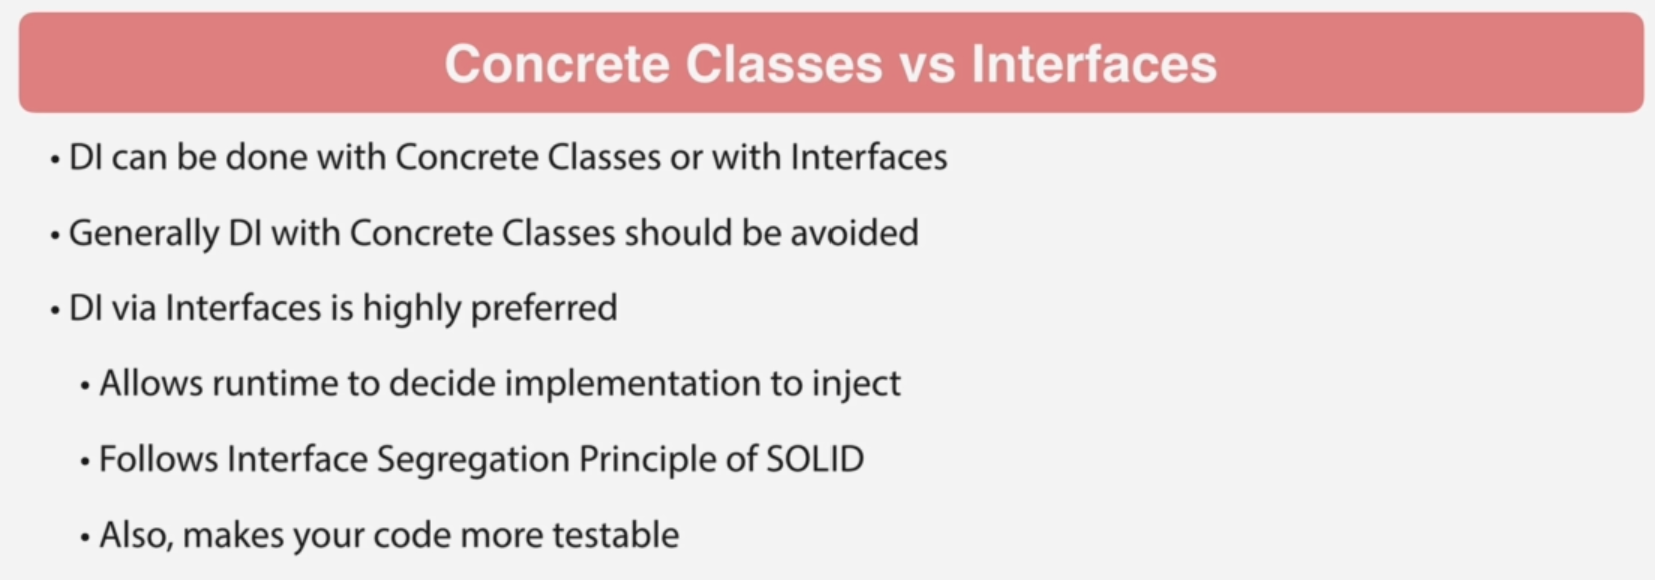 Concrete Classes vs Interfaces
• DI can be done with Concrete Classes or with Interfaces
• Generally DI with Concrete Classes should be avoided
• DI via Interfaces is highly preferred
• Allows runtime to decide implementation to inject
• Follows Interface Segregation Principle of SOLID
• Also, makes your code more testable